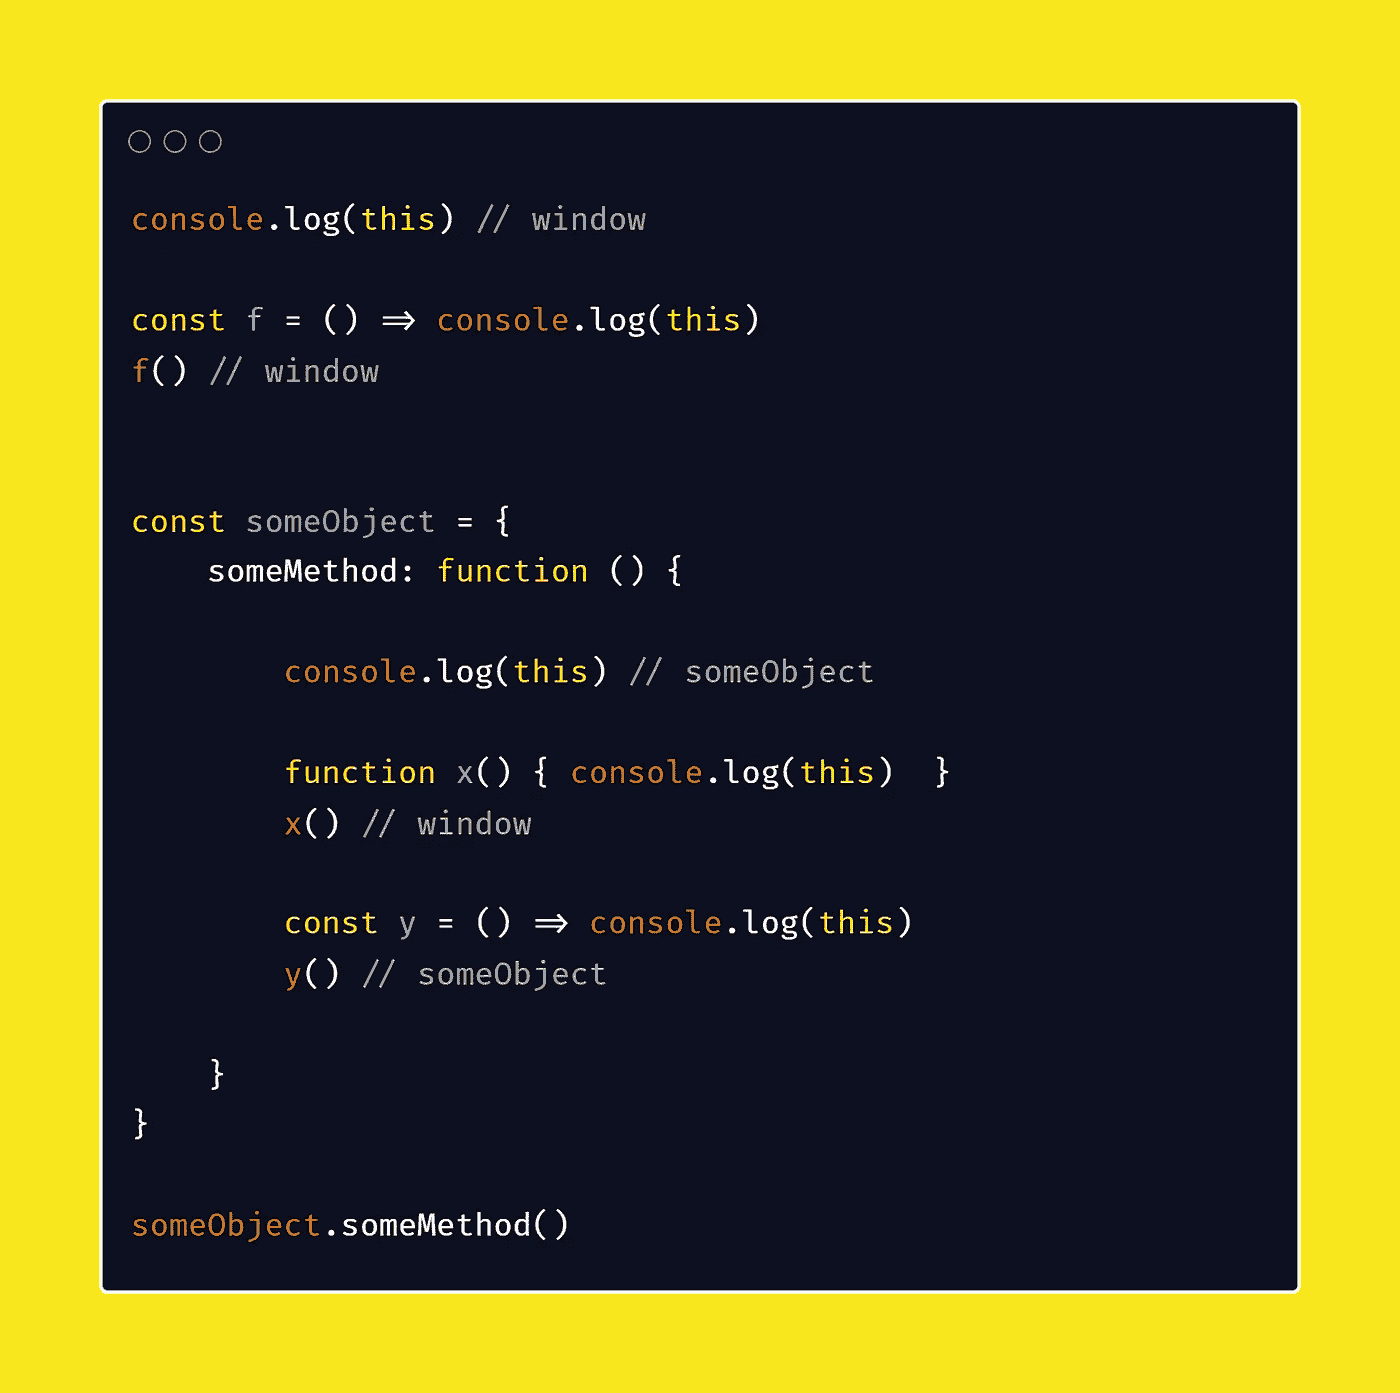 console.log(this) // window
const f = () => console.log(this)
f() // window
const someObject = {
    someMethod: function () {
        console.log(this) // someObject
        function x() { console.log(this)  }
        x() // window
        const y = () => console.log(this)
        y() // someObject
    }
}
someObject.someMethod()